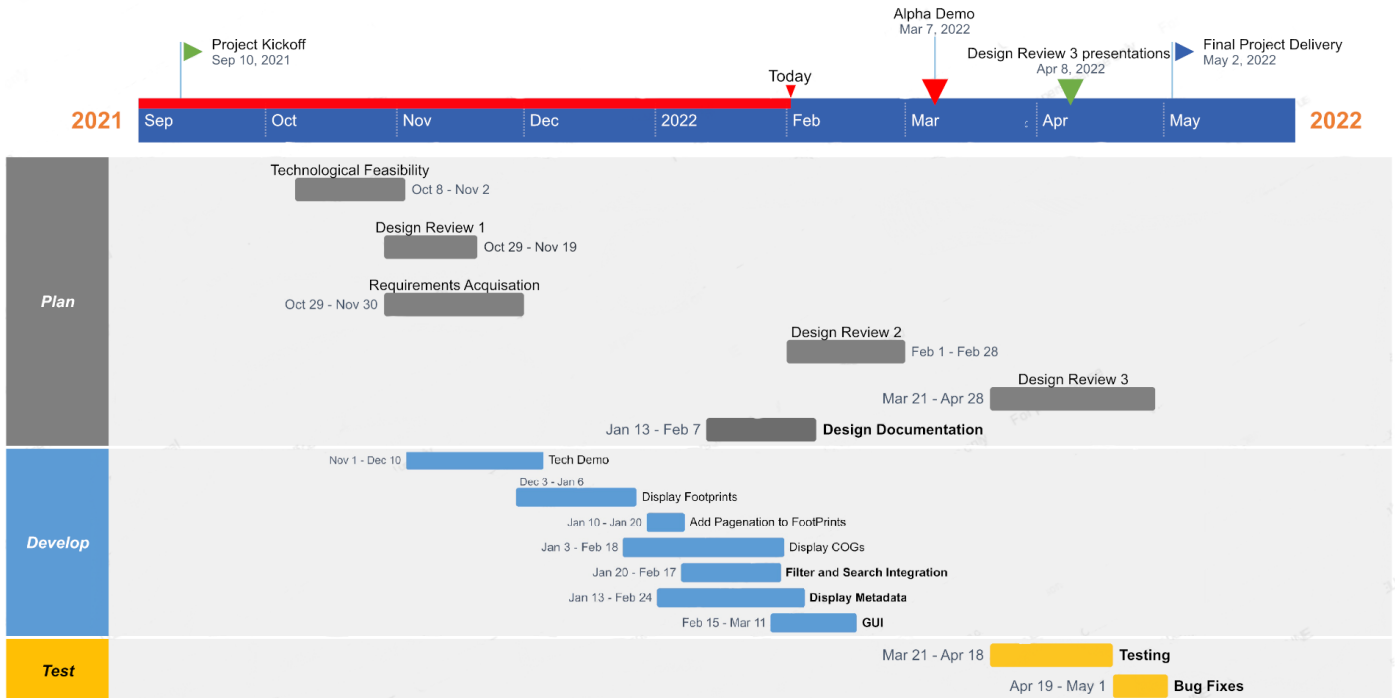 Alpha Demo
Mar 7, 2022
Project Kickoff
Sep 10, 2021
Design Review 3 presentations
Apr 8, 2022
Final Project Delivery
May 2, 2022
Today
2021 Sep Oct Nov Dec 2022 Feb Mar Apr May 2022
Plan
Technological Feasibility
Oct 8 - Nov 2
Design Review 1
Oct 29 - Nov 19
Requirements Acquisation
Oct 29 - Nov 30
Design Review 2
Feb 1 - Feb 28
Design Review 3
Mar 21 - Apr 28
Jan 13 - Feb 7 Design Documentation
Develop
Nov 1 - Dec 10 Tech Demo
Dec 3 - Jan 6
Display Footprints
Jan 10 - Jan 20 Add Pagenation to FootPrints
Jan 3 - Feb 18 Display COGs
Jan 20 - Feb 17 Filter and Search Integration
Jan 13 - Feb 24 Display Metadata
Feb 15 - Mar 11 GUI
Test
Mar 21 - Apr 18 Testing
Apr 19 - May 1 Bug Fixes